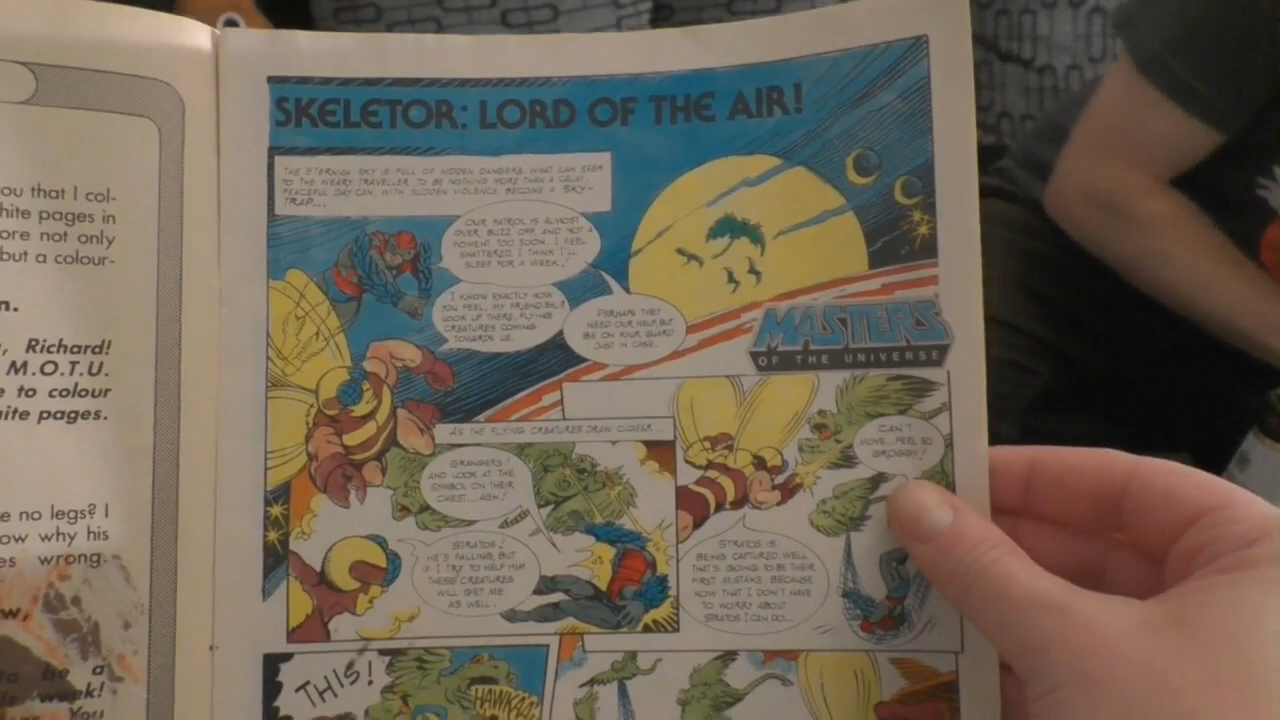 ou that I col-
hite pages in
ore not only
but a colour-
n.
, Richard!
M.O.T.U.
e to colour
hite pages.
e no legs? I
ow why his
es wrong.
w,
to be a
week!
You
SKELETOR: LORD OF THE AIR!
THE ETERNIAN SKY IS FULL OF HIDDEN DANGERS. WHAT CAN SEEM
TO THE WEARY TRAVELLER TO BE NOTHING MORE THAN A CALM,
PEACEFUL DAY CAN, WITH SUDDEN VIOLENCE, BECOME A SKY-
TRAP...
OUR PATROL IS ALMOST
OVER, BUZZ-OFF, AND NOT A
MOMENT TOO SOON. I FEEL
SHATTERED. I THINK I'LL
SLEEP FOR A WEEK!
I KNOW EXACTLY HOW
YOU FEEL, MY FRIEND. EH?
LOOK UP THERE, FLYING
CREATURES COMING
TOWARDS US.
PERHAPS THEY
NEED OUR HELP, BUT
BE ON YOUR GUARD
JUST IN CASE.
MASTERS
OF THE UNIVERSE
AS THE FLYING CREATURES DRAW CLOSER...
STRANGERS!
AND LOOK AT THE
SYMBOL ON THEIR
CHEST... AGH!
STRATOS!
HE'S FALLING, BUT
IF I TRY TO HELP HIM
THESE CREATURES
WILL GET ME
AS WELL.
CAN'T
MOVE... FEEL SO
GROGGY!
STRATOS IS
BEING CAPTURED. WELL
THAT'S GOING TO BE THEIR
FIRST MISTAKE, BECAUSE
NOW THAT I DON'T HAVE
TO WORRY ABOUT
STRATOS I CAN DO...
THIS!
HAWKAAA